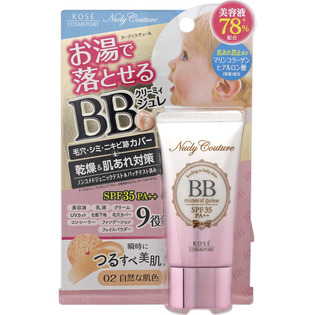 KOSÉ
COSMEPORT
Nudy Couture
ヌーディクチュール
お湯で
落とせる
BB
クリーミィ
ジュレ
毛穴・シミ・ニキビ跡カバー
+
乾燥&肌あれ対策
ノンコメドジェニックテスト&パッチテスト済み
SPF35 PA++
美容液
乳液
クリーム
UVカット
化粧下地
毛穴カバー
コンシーラー
ファンデーション
フェイスパウダー
9役
瞬時に
つるすべ美肌
02 自然な肌色
美容液
78%
配合
肌あれ防止
マリンコラーゲン
ヒアルロン酸
Nudy Couture
BB
mineral gelee
SPF 35
PA++
KOSÉ
COSMEPORT